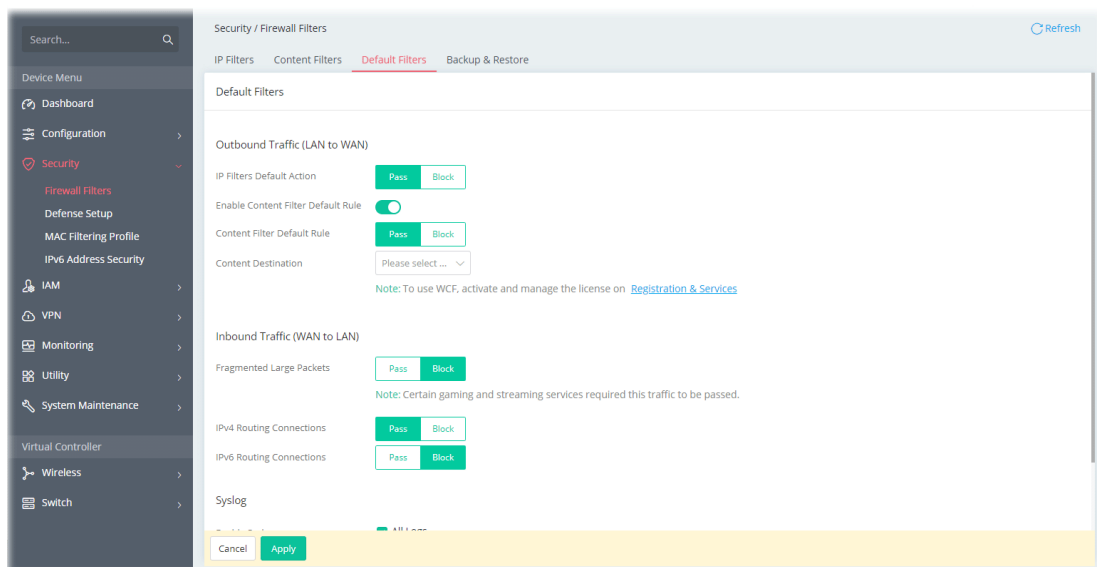 Search...
Device Menu
Dashboard
Configuration
Security
Firewall Filters
Defense Setup
MAC Filtering Profile
IPv6 Address Security
IAM
VPN
Monitoring
Utility
System Maintenance
Virtual Controller
Wireless
Switch
Security / Firewall Filters
Refresh
IP Filters Content Filters Default Filters Backup & Restore
Default Filters
Outbound Traffic (LAN to WAN)
IP Filters Default Action Pass Block
Enable Content Filter Default Rule
Content Filter Default Rule Pass Block
Content Destination Please select ...
Note: To use WCF, activate and manage the license on Registration & Services
Inbound Traffic (WAN to LAN)
Fragmented Large Packets Pass Block
Note: Certain gaming and streaming services required this traffic to be passed.
IPv4 Routing Connections Pass Block
IPv6 Routing Connections Pass Block
Syslog
All Logs
Cancel Apply